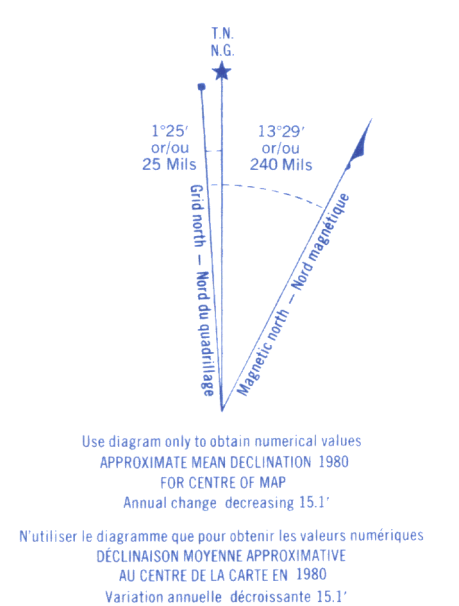 T.N.
N.G.
1°25′
or/ou
25 Mils
13°29′
or/ou
240 Mils
Grid north — Nord du quadrillage
Magnetic north — Nord magnétique
Use diagram only to obtain numerical values
APPROXIMATE MEAN DECLINATION 1980
FOR CENTRE OF MAP
Annual change decreasing 15.1′
N'utiliser le diagramme que pour obtenir les valeurs numériques
DÉCLINAISON MOYENNE APPROXIMATIVE
AU CENTRE DE LA CARTE EN 1980
Variation annuelle décroissante 15.1′